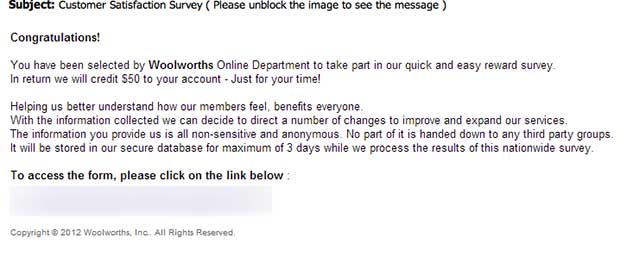 Subject: Customer Satisfaction Survey ( Please unblock the image to see the message )
Congratulations!
You have been selected by Woolworths Online Department to take part in our quick and easy reward survey.
In return we will credit $50 to your account - Just for your time!
Helping us better understand how our members feel, benefits everyone.
With the information collected we can decide to direct a number of changes to improve and expand our services.
The information you provide us is all non-sensitive and anonymous. No part of it is handed down to any third party groups.
It will be stored in our secure database for maximum of 3 days while we process the results of this nationwide survey.
To access the form, please click on the link below :
Copyright © 2012 Woolworths, Inc.. All Rights Reserved.